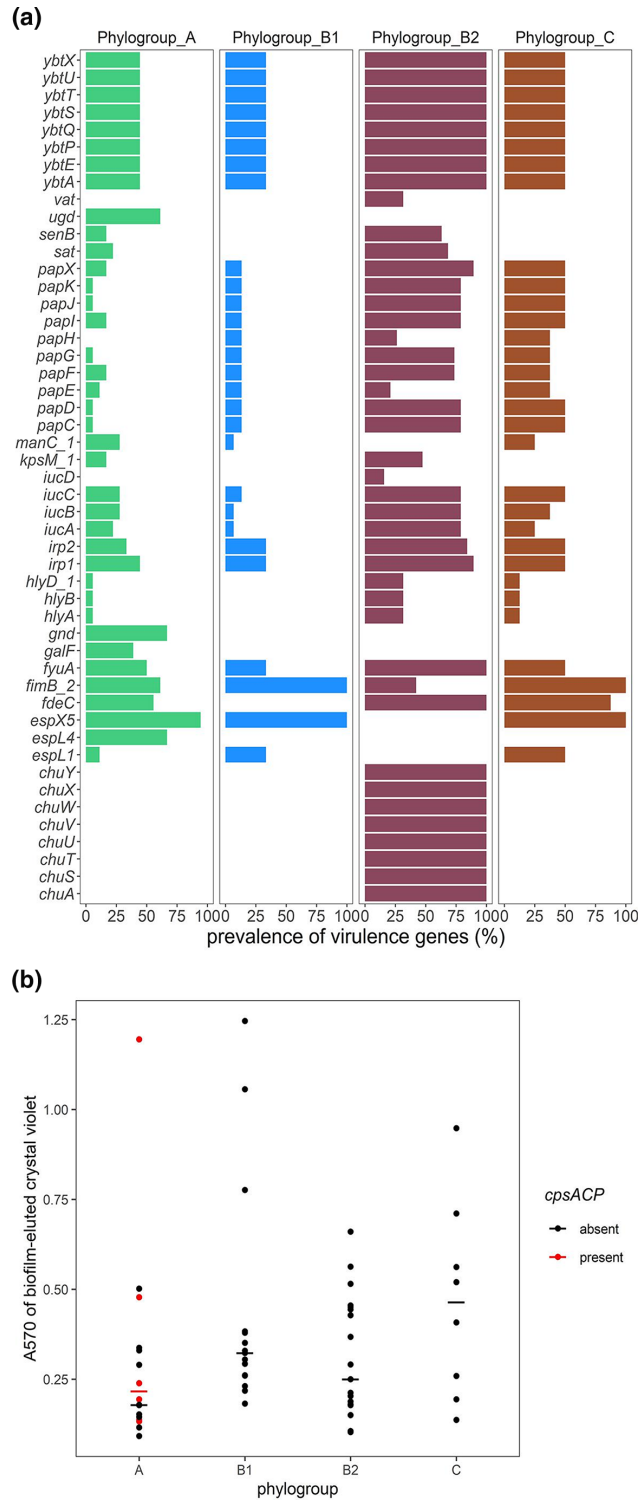 (a)
Phylogroup_A Phylogroup_B1 Phylogroup_B2 Phylogroup_C
ybtX
ybtU
ybtT
ybtS
ybtQ
ybtP
ybtE
ybtA
vat
ugd
senB
sat
papX
papK
papJ
papI
papH
papG
papF
papE
papD
papC
manC_1
kpsM_1
iucD
iucC
iucB
iucA
irp2
irp1
hlyD_1
hlyB
hlyA
gnd
galF
fyuA
fimB_2
fdeC
espX5
espL4
espL1
chuY
chuX
chuW
chuV
chuU
chuT
chuS
chuA
0 25 50 75 100 0 25 50 75 100 0 25 50 75 100 0 25 50 75 100
prevalence of virulence genes (%)
(b)
1.25
1.00
0.75
0.50
0.25
A570 of biofilm-eluted crystal violet
A B1 B2 C
phylogroup
cpsACP
absent
present